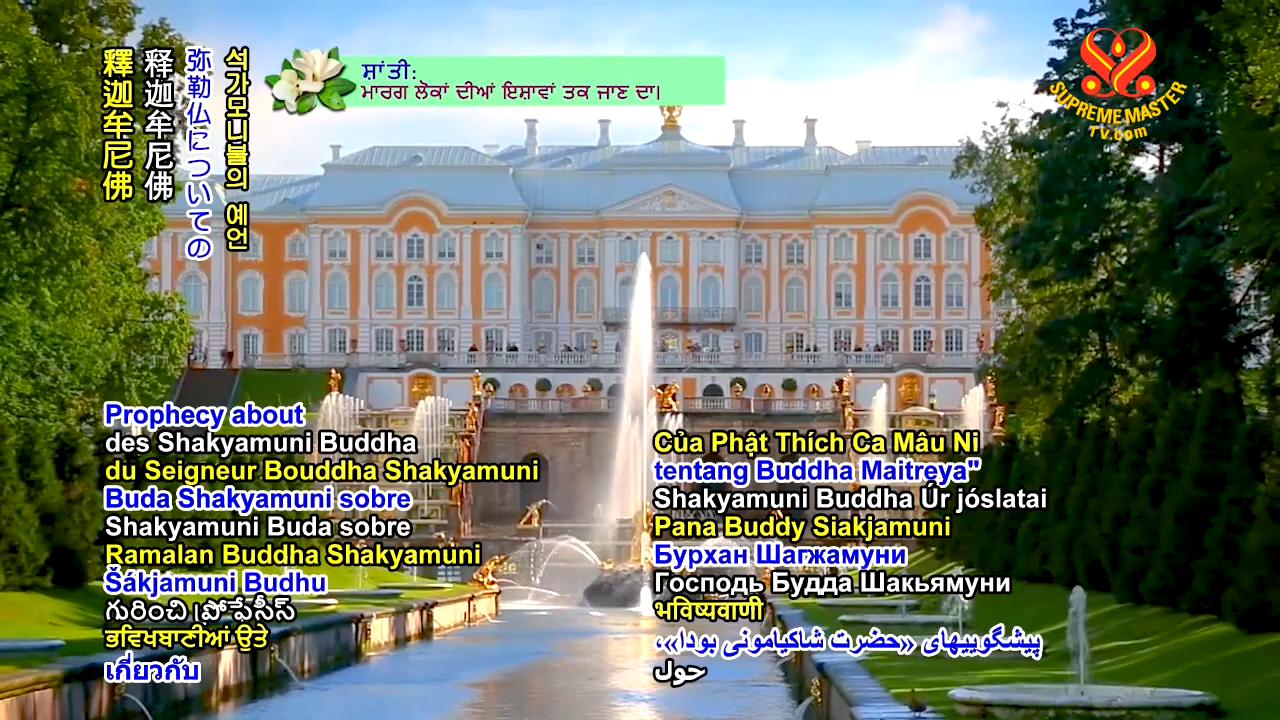 釋迦牟尼佛
释迦牟尼佛
弥勒仏についての
석가모니불의 예언
ਸ਼ਾਂਤੀ:
ਮਾਰਗ ਲੋਕਾਂ ਦੀਆਂ ਇਸ਼ਾਵਾਂ ਤਕ ਜਾਣ ਦਾ।
SUPREME MASTER
TV.com
Prophecy about
des Shakyamuni Buddha
du Seigneur Bouddha Shakyamuni
Buda Shakyamuni sobre
Shakyamuni Buda sobre
Ramalan Buddha Shakyamuni
Šákjamuni Budhu
గురించి |ప్రోఫేసీస్
ਭਵਿਖਬਾਣੀਆਂ ਉਤੇ
เกี่ยวกับ
Của Phật Thích Ca Mâu Ni
tentang Buddha Maitreya"
Shakyamuni Buddha Úr jóslatai
Pana Buddy Siakjamuni
Бурхан Шагжамуни
Господь Будда Шакьямуни
भविष्यवाणी
پیشگوییهای «حضرت شاکیامونی بودا»،
حول